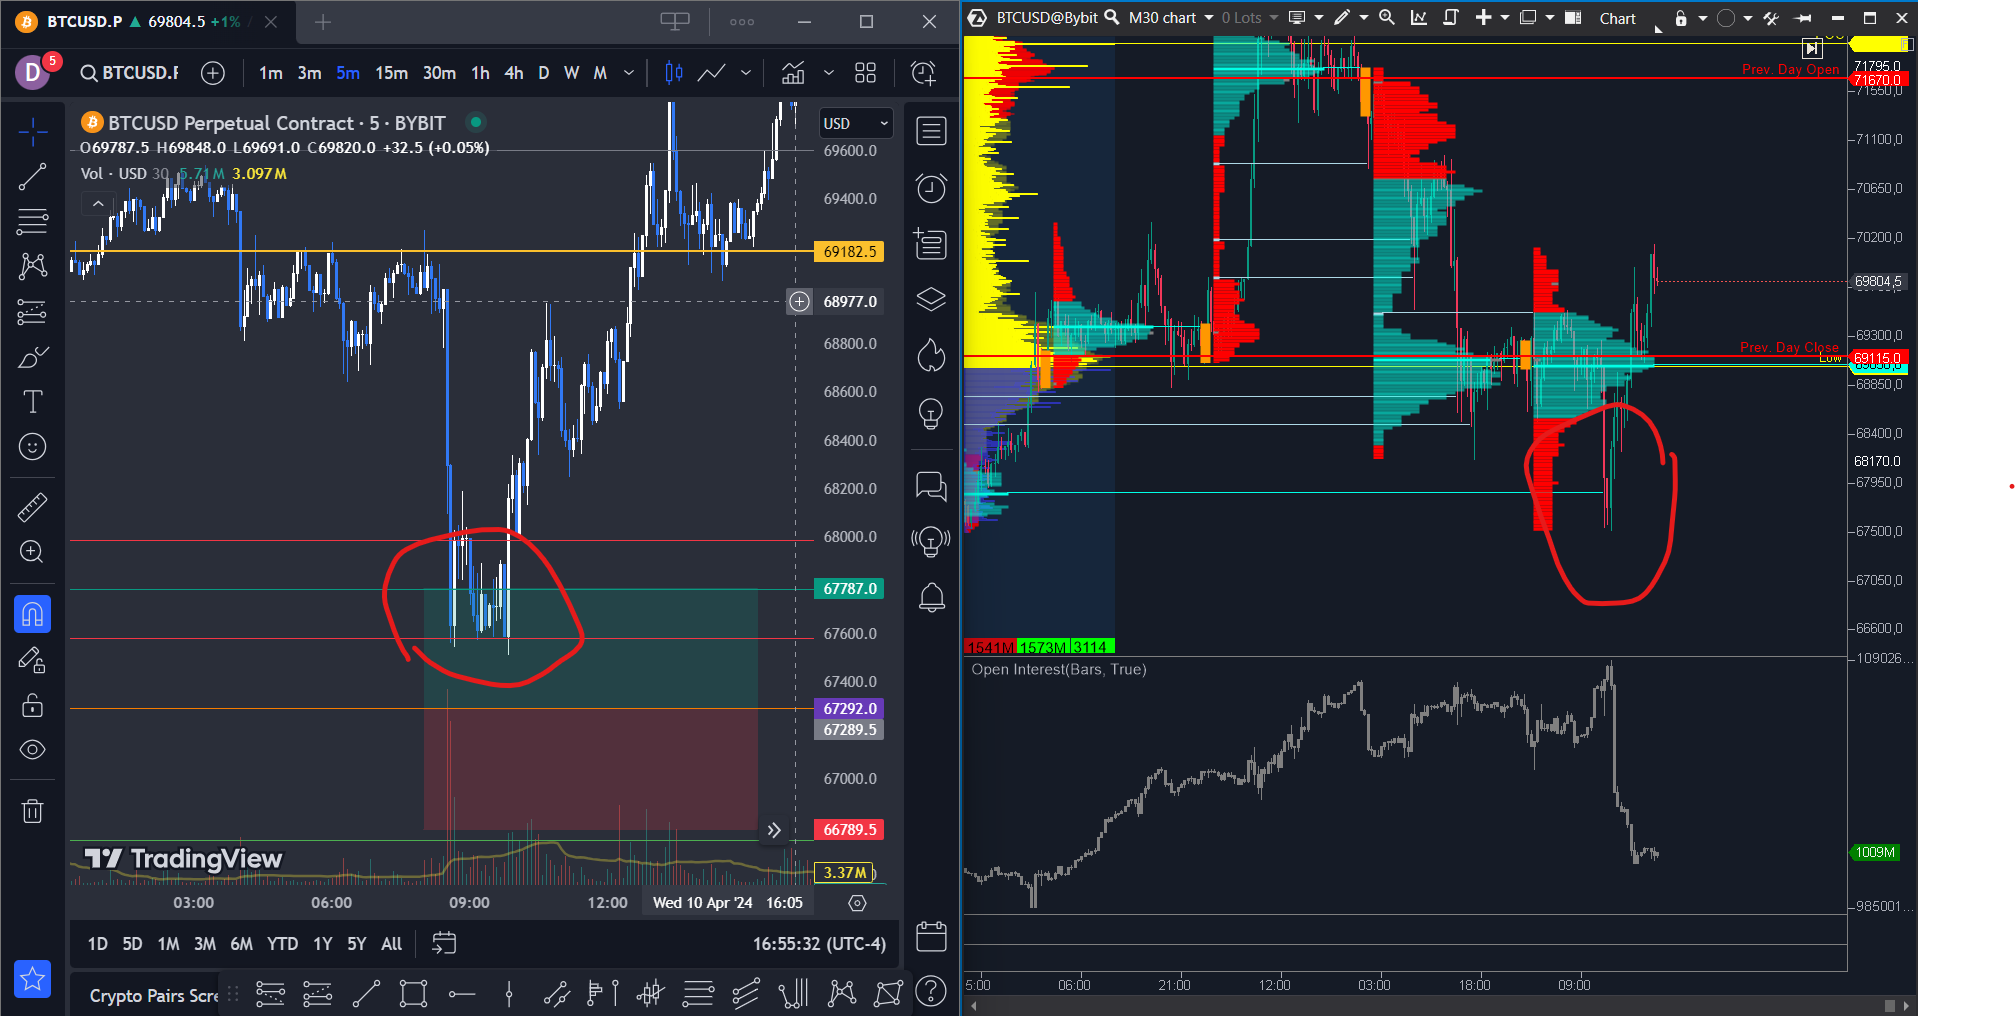 BTCUSD.P ▲ 69804.5 +1%
D 5 BTCUSD.F 1m 3m 5m 15m 30m 1h 4h D W M
BTCUSD Perpetual Contract · 5 · BYBIT
O69787.5 H69848.0 L69691.0 C69820.0 +32.5 (+0.05%)
Vol · USD 30 5.71M 3.097M
USD
69600.0
69400.0
69182.5
68977.0
68800.0
68600.0
68400.0
68200.0
68000.0
67787.0
67600.0
67400.0
67292.0
67289.5
67000.0
66789.5
3.37M
TradingView
03:00 06:00 09:00 12:00 Wed 10 Apr '24 16:05
1D 5D 1M 3M 6M YTD 1Y 5Y All 16:55:32 (UTC-4)
Crypto Pairs Scre
BTCUSD@Bybit M30 chart 0 Lots Chart
71795.0
Prev. Day Open
71670.0
71550,0
71100,0
70650,0
70200,0
69804,5
69300,0
Prev. Day Close
69115.0
Low
68850,0
68400,0
68170.0
67950,0
67500,0
67050,0
66600,0
1541M 1573M 3114
Open Interest(Bars, True)
109026...
1009M
985001...
5:00 06:00 21:00 12:00 03:00 18:00 09:00